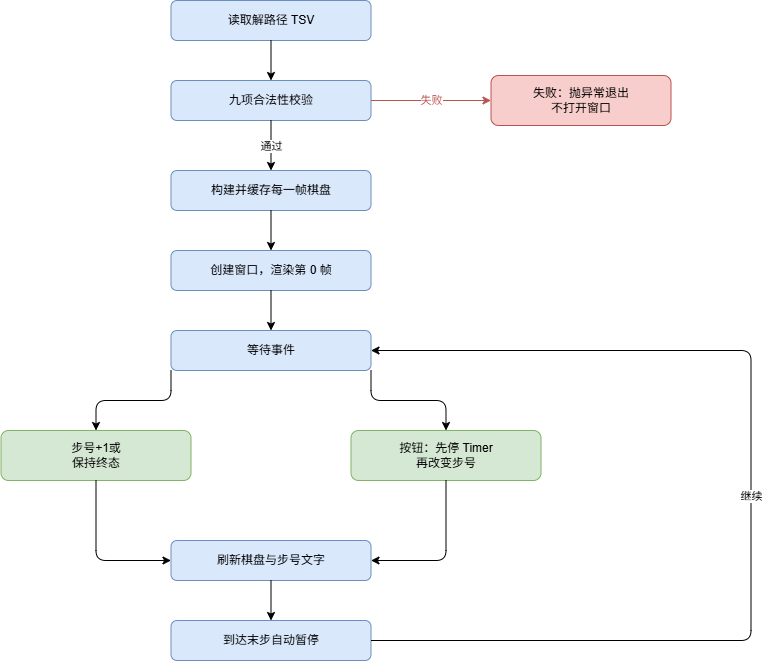 读取解路径 TSV
九项合法性校验
失败
失败：抛异常退出
不打开窗口
通过
构建并缓存每一帧棋盘
创建窗口，渲染第 0 帧
等待事件
步号+1或
保持终态
按钮：先停 Timer
再改变步号
继续
刷新棋盘与步号文字
到达末步自动暂停